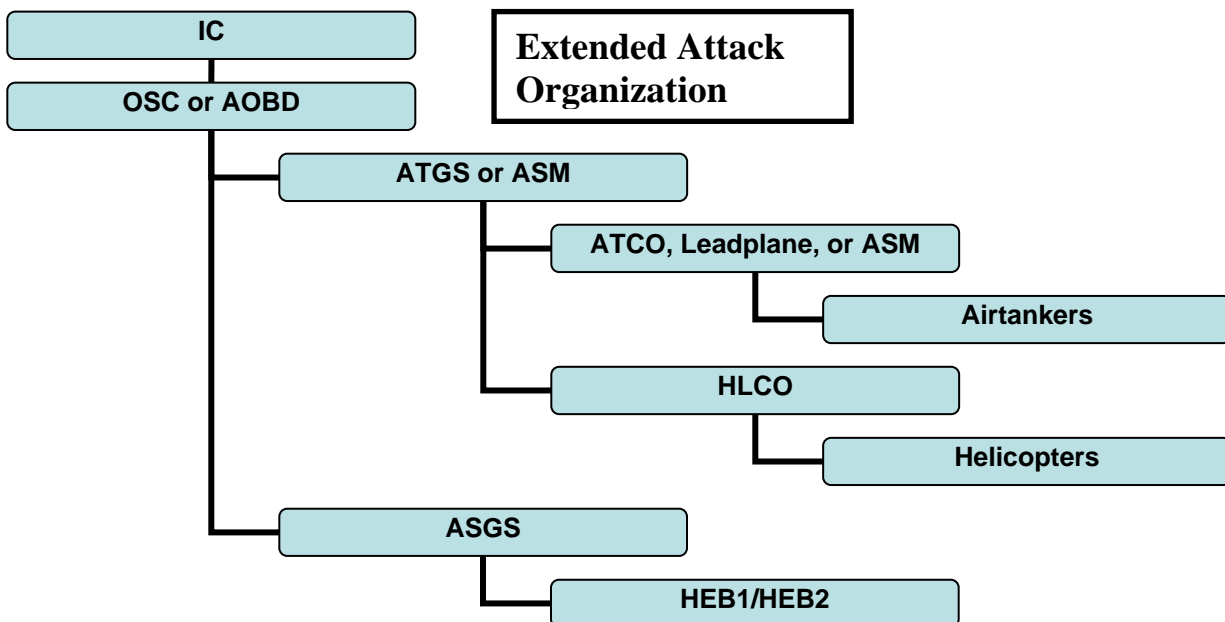 IC
Extended Attack
Organization
OSC or AOBD
ATGS or ASM
ATCO, Leadplane, or ASM
Airtankers
HLCO
Helicopters
ASGS
HEB1/HEB2